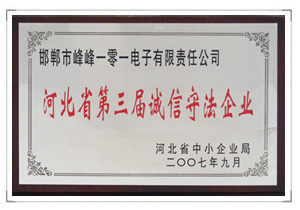 邯郸市峰峰一零一电子有限责任公司
河北省第三届诚信守法企业
河北省中小企业局
二〇〇七年九月